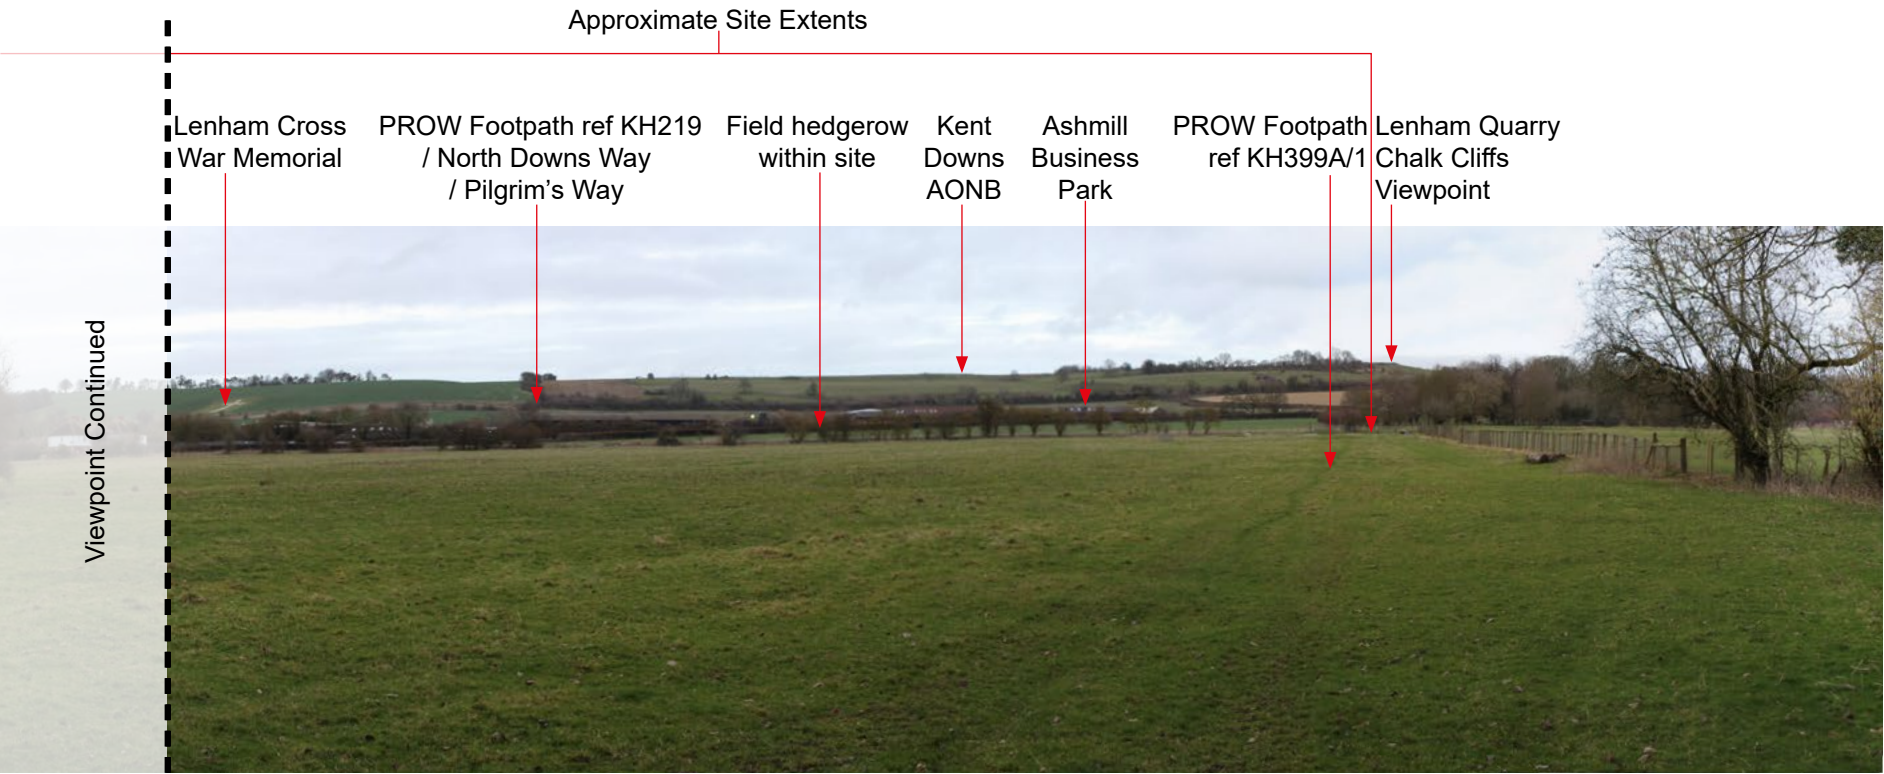 Approximate Site Extents
Lenham Cross
War Memorial
PROW Footpath ref KH219
/ North Downs Way
/ Pilgrim’s Way
Field hedgerow
within site
Kent
Downs
AONB
Ashmill
Business
Park
PROW Footpath
ref KH399A/1
Lenham Quarry
Chalk Cliffs
Viewpoint
Viewpoint Continued